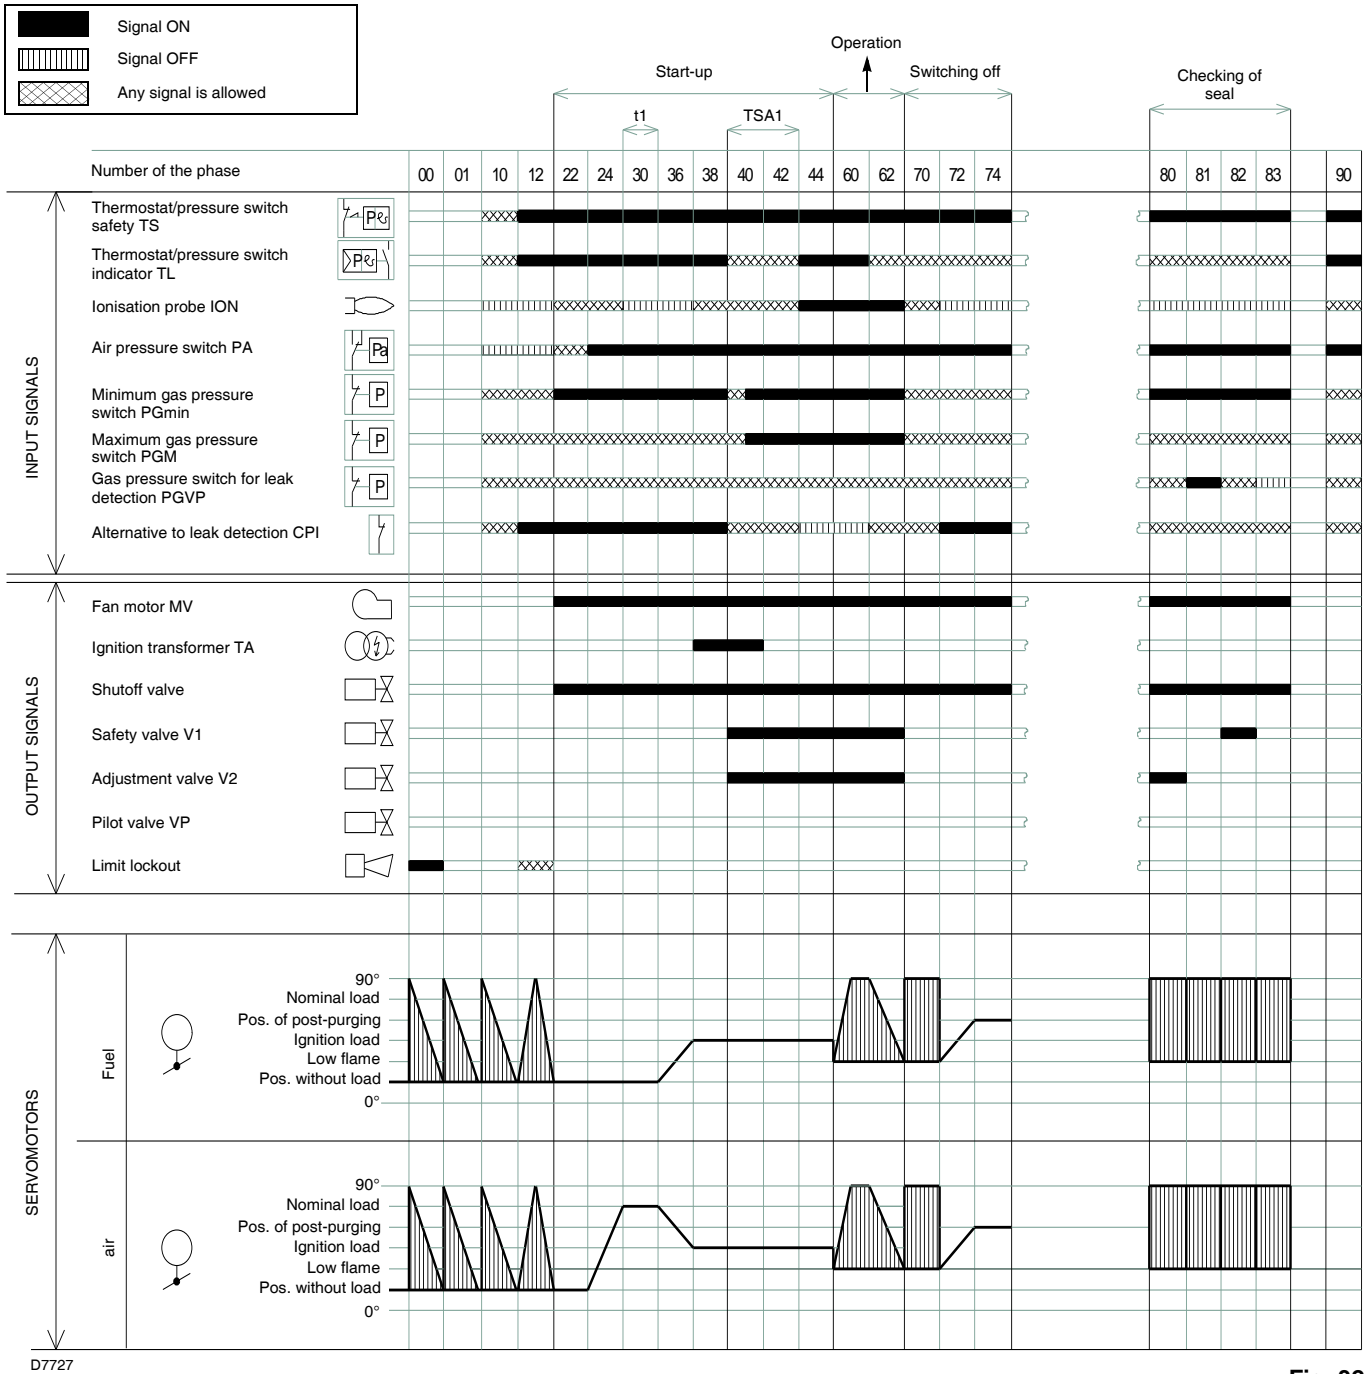 Signal ON
Signal OFF
Any signal is allowed
Operation
Start-up
Switching off
Checking of
seal
t1
TSA1
Number of the phase
00 01 10 12 22 24 30 36 38 40 42 44 60 62 70 72 74 80 81 82 83 90
INPUT SIGNALS
Thermostat/pressure switch
safety TS
P
Thermostat/pressure switch
indicator TL
P
Ionisation probe ION
Air pressure switch PA
Pa
Minimum gas pressure
switch PGmin
P
Maximum gas pressure
switch PGM
P
Gas pressure switch for leak
detection PGVP
P
Alternative to leak detection CPI
OUTPUT SIGNALS
Fan motor MV
Ignition transformer TA
Shutoff valve
Safety valve V1
Adjustment valve V2
Pilot valve VP
Limit lockout
SERVOMOTORS
Fuel
90°
Nominal load
Pos. of post-purging
Ignition load
Low flame
Pos. without load
0°
air
90°
Nominal load
Pos. of post-purging
Ignition load
Low flame
Pos. without load
0°
D7727